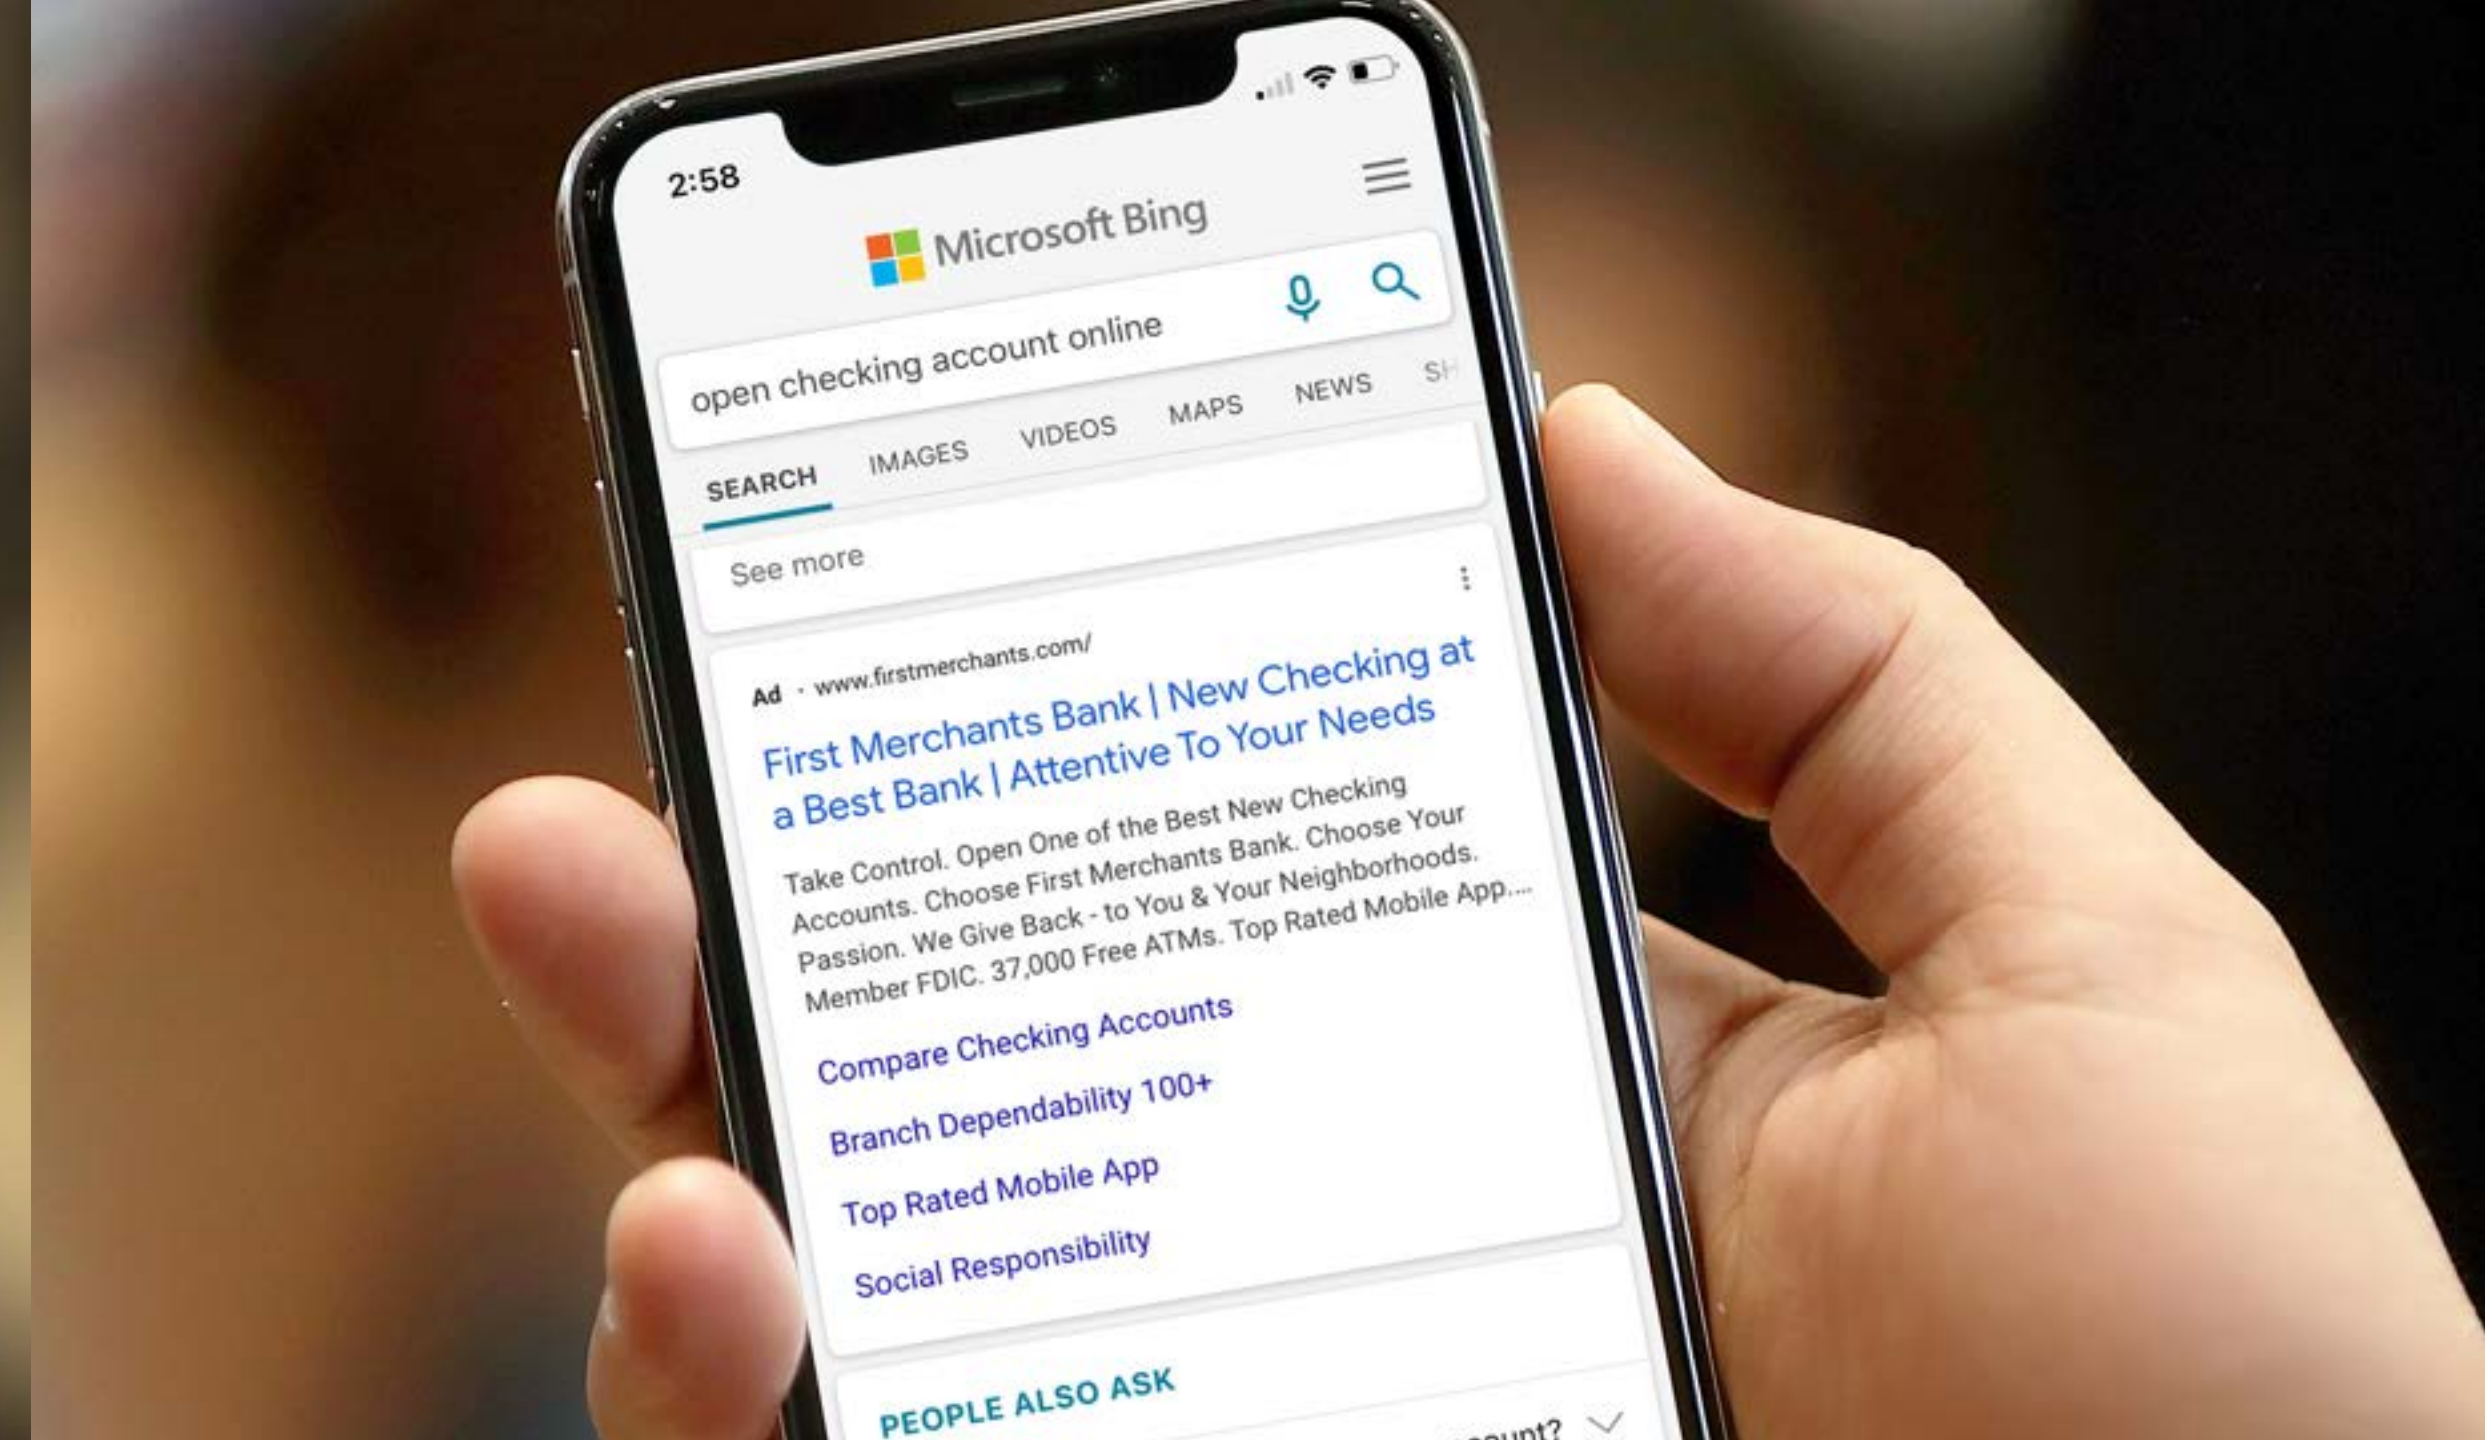 2:58
Microsoft Bing
open checking account online
SEARCH IMAGES VIDEOS MAPS NEWS SH
See more
Ad · www.firstmerchants.com/
First Merchants Bank | New Checking at
a Best Bank | Attentive To Your Needs
Take Control. Open One of the Best New Checking
Accounts. Choose First Merchants Bank. Choose Your
Passion. We Give Back - to You & Your Neighborhoods.
Member FDIC. 37,000 Free ATMs. Top Rated Mobile App....
Compare Checking Accounts
Branch Dependability 100+
Top Rated Mobile App
Social Responsibility
PEOPLE ALSO ASK